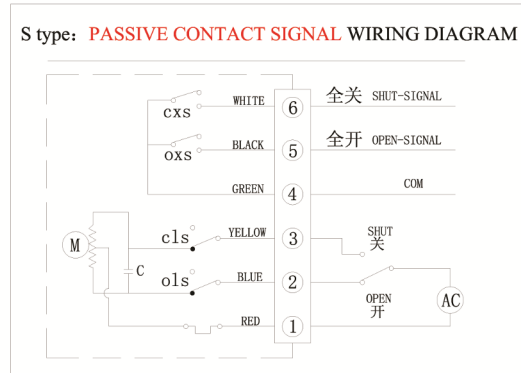 S type: PASSIVE CONTACT SIGNAL WIRING DIAGRAM
cxs WHITE 6 全关 SHUT-SIGNAL
oxs BLACK 5 全开 OPEN-SIGNAL
GREEN 4 COM
M cls YELLOW 3 SHUT
关
C ols BLUE 2
OPEN
开
AC
RED 1